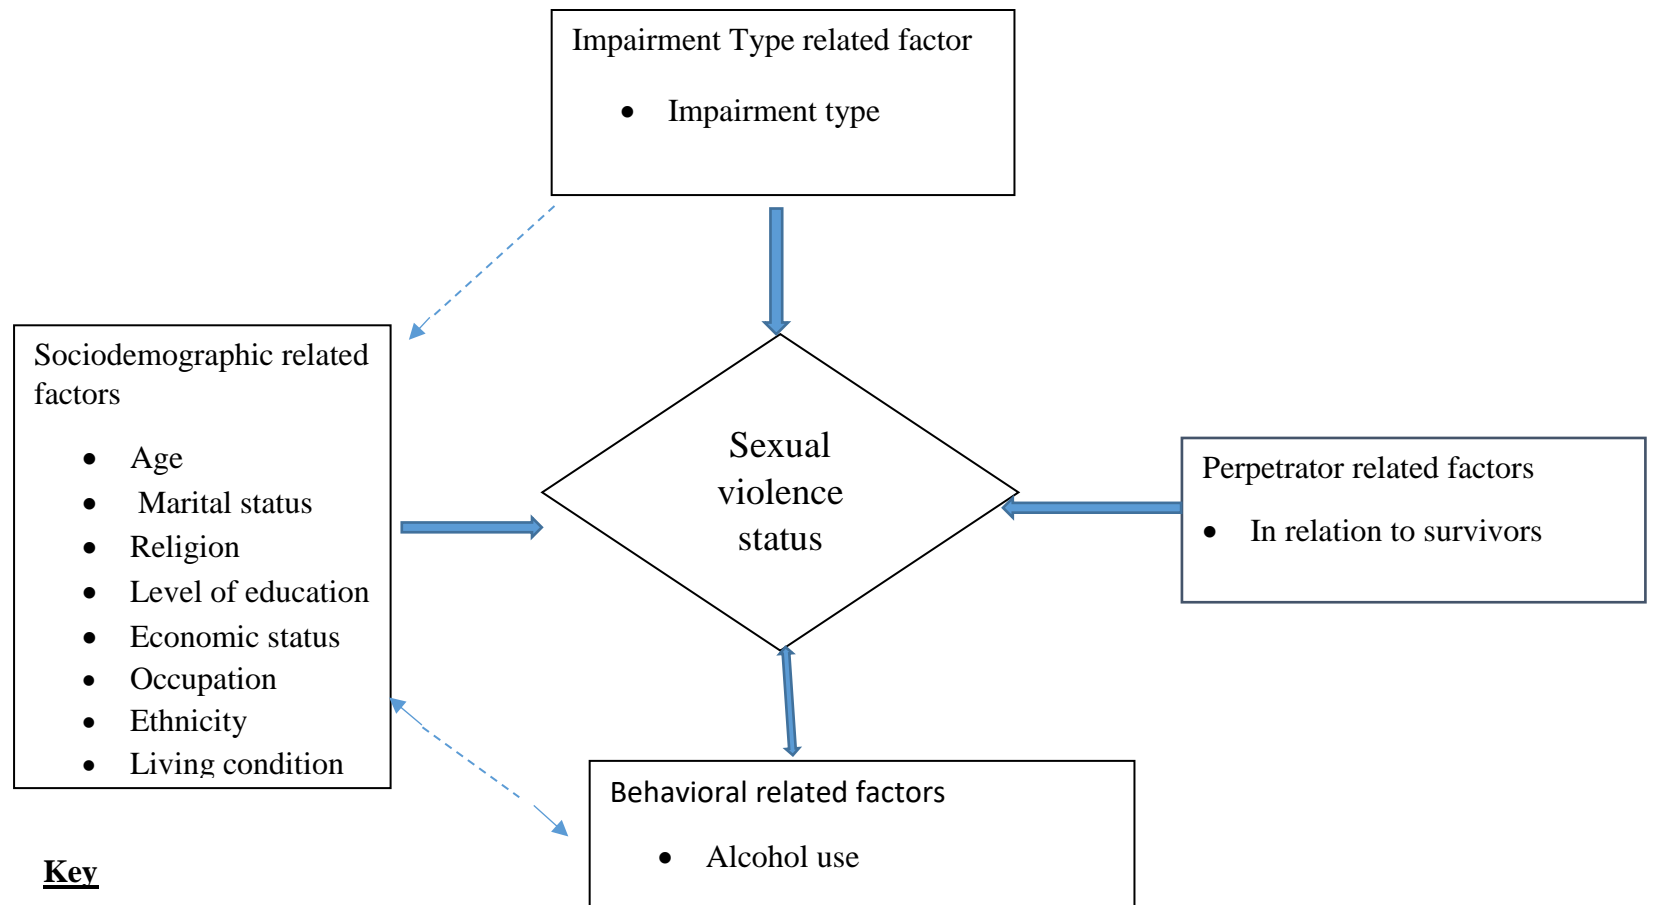 Impairment Type related factor
• Impairment type
Sociodemographic related
factors
• Age
• Marital status
• Religion
• Level of education
• Economic status
• Occupation
• Ethnicity
• Living condition
Sexual
violence
status
Perpetrator related factors
• In relation to survivors
Behavioral related factors
• Alcohol use
Key